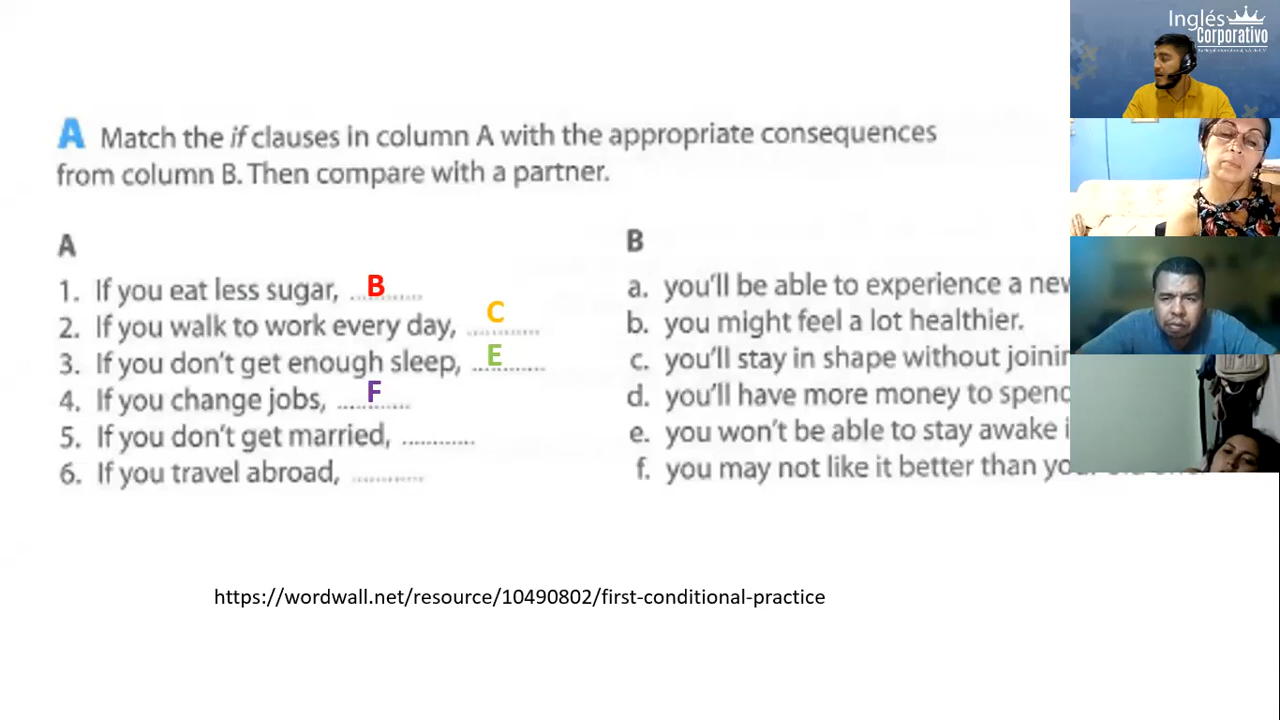 Inglés
Corporativo
A Match the if clauses in column A with the appropriate consequences
from column B. Then compare with a partner.
A
1. If you eat less sugar, ............ B
2. If you walk to work every day, ............ C
3. If you don't get enough sleep, ............ E
4. If you change jobs, ............ F
5. If you don't get married, ............
6. If you travel abroad, ............
B
a. you'll be able to experience a new
b. you might feel a lot healthier.
c. you'll stay in shape without
d. you'll have more money to spend
e. you won't be able to stay awake
f. you may not like it better than
https://wordwall.net/resource/10490802/first-conditional-practice